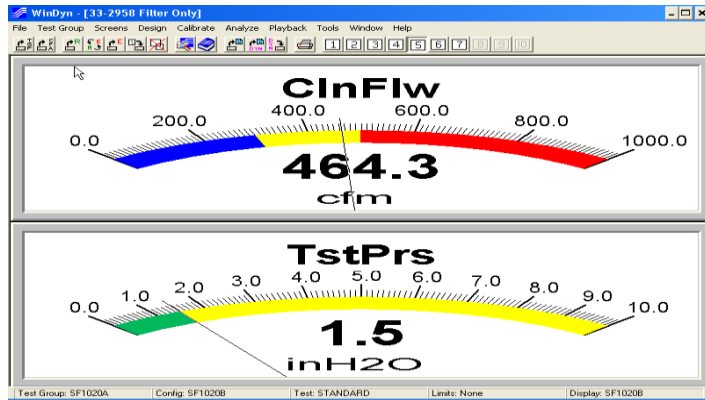 WinDyn - [33-2958 Filter Only]
File Test Group Screens Design Calibrate Analyze Playback Tools Window Help
1 2 3 4 5 6 7 8 9 10
ClnFlw
0.0 200.0 400.0 600.0 800.0 1000.0
464.3
cfm
TstPrs
0.0 1.0 2.0 3.0 4.0 5.0 6.0 7.0 8.0 9.0 10.0
1.5
inH2O
Test Group: SF1020A Config: SF1020B Test: STANDARD Limits: None Display: SF1020B